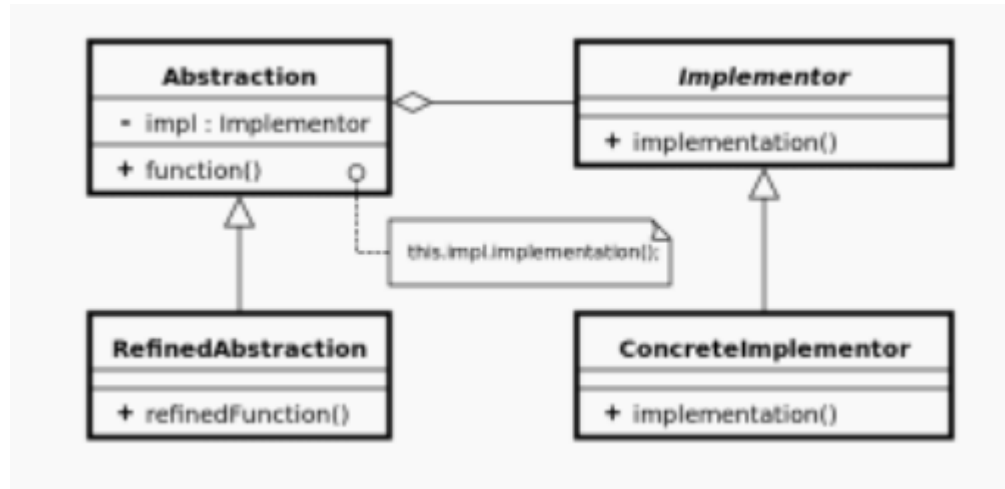 Abstraction
- impl : Implementor
+ function()
Implementor
+ implementation()
this.impl.implementation();
RefinedAbstraction
+ refinedFunction()
ConcreteImplementor
+ implementation()